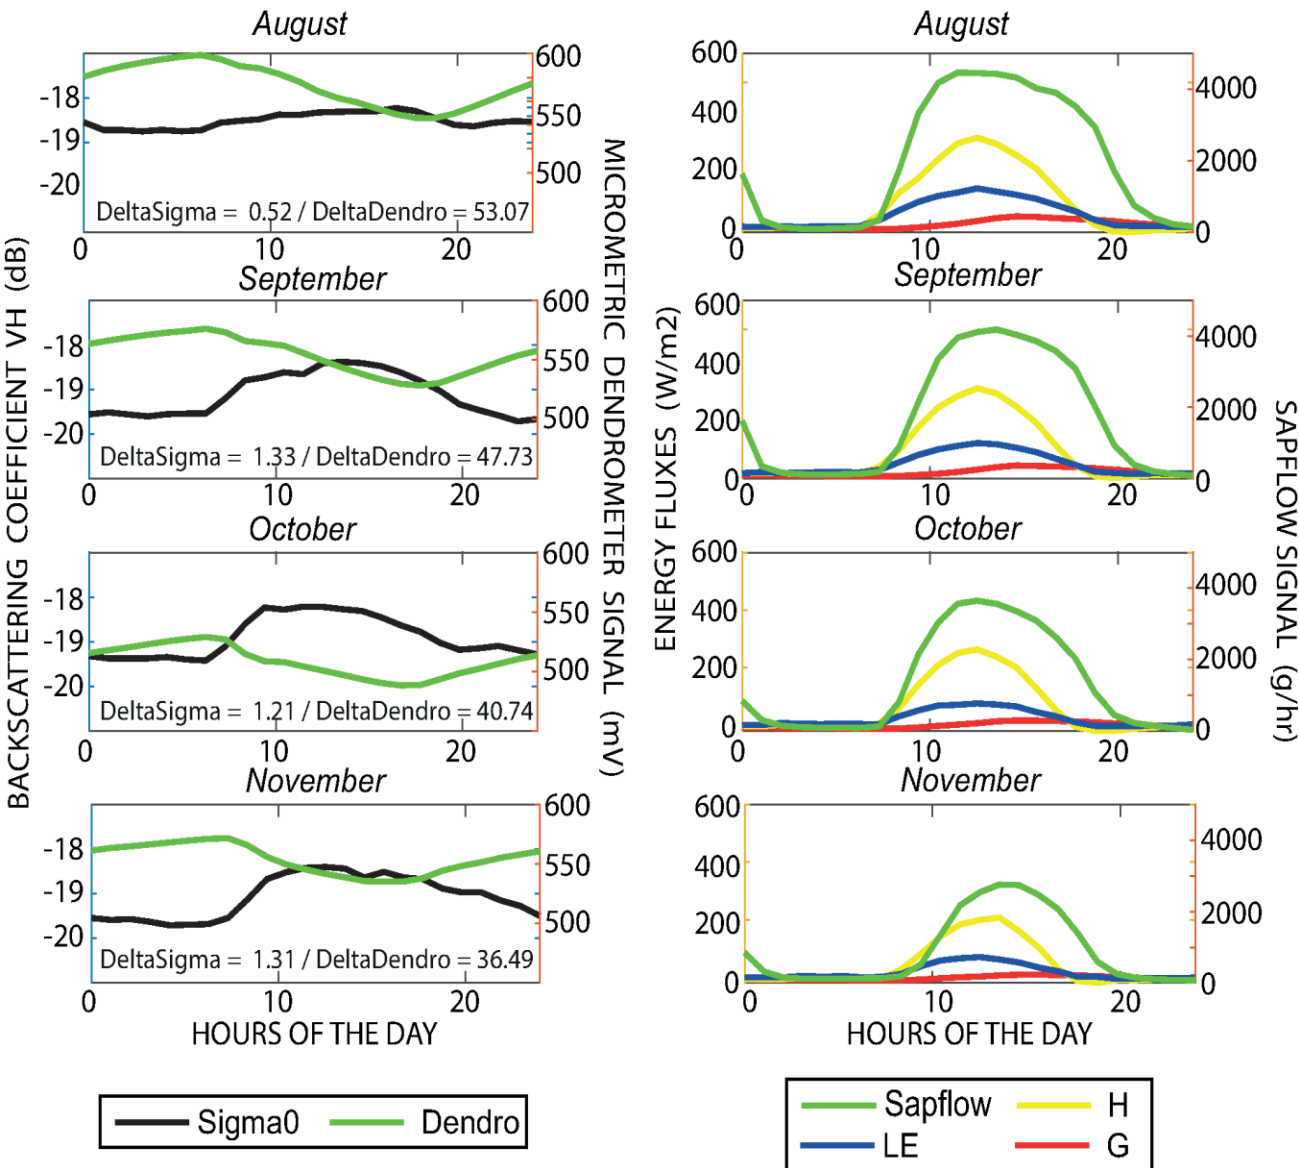 August
-18
-19
-20
600
550
500
DeltaSigma = 0.52 / DeltaDendro = 53.07
0 10 20
September
-18
-19
-20
600
550
500
DeltaSigma = 1.33 / DeltaDendro = 47.73
0 10 20
October
-18
-19
-20
600
550
500
DeltaSigma = 1.21 / DeltaDendro = 40.74
0 10 20
November
-18
-19
-20
600
550
500
DeltaSigma = 1.31 / DeltaDendro = 36.49
0 10 20
HOURS OF THE DAY
BACKSCATTERING COEFFICIENT VH (dB)
MICROMETRIC DENDROMETER SIGNAL (mV)
Sigma0 Dendro
August
600
400
200
0
4000
2000
0
0 10 20
September
600
400
200
0
4000
2000
0
0 10 20
October
600
400
200
0
4000
2000
0
0 10 20
November
600
400
200
0
4000
2000
0
0 10 20
HOURS OF THE DAY
ENERGY FLUXES (W/m2)
SAPFLOW SIGNAL (g/hr)
Sapflow H
LE G